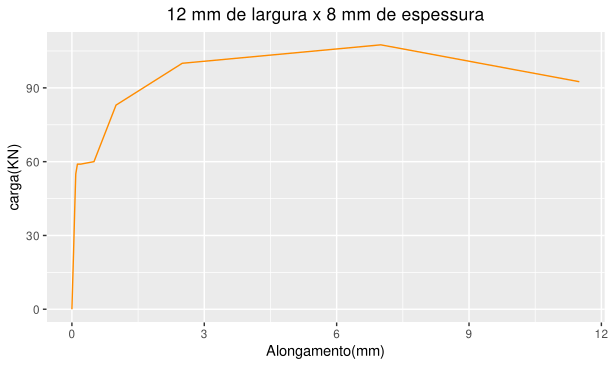 12 mm de largura x 8 mm de espessura
carga(KN)
90
60
30
0
0 3 6 9 12
Alongamento(mm)